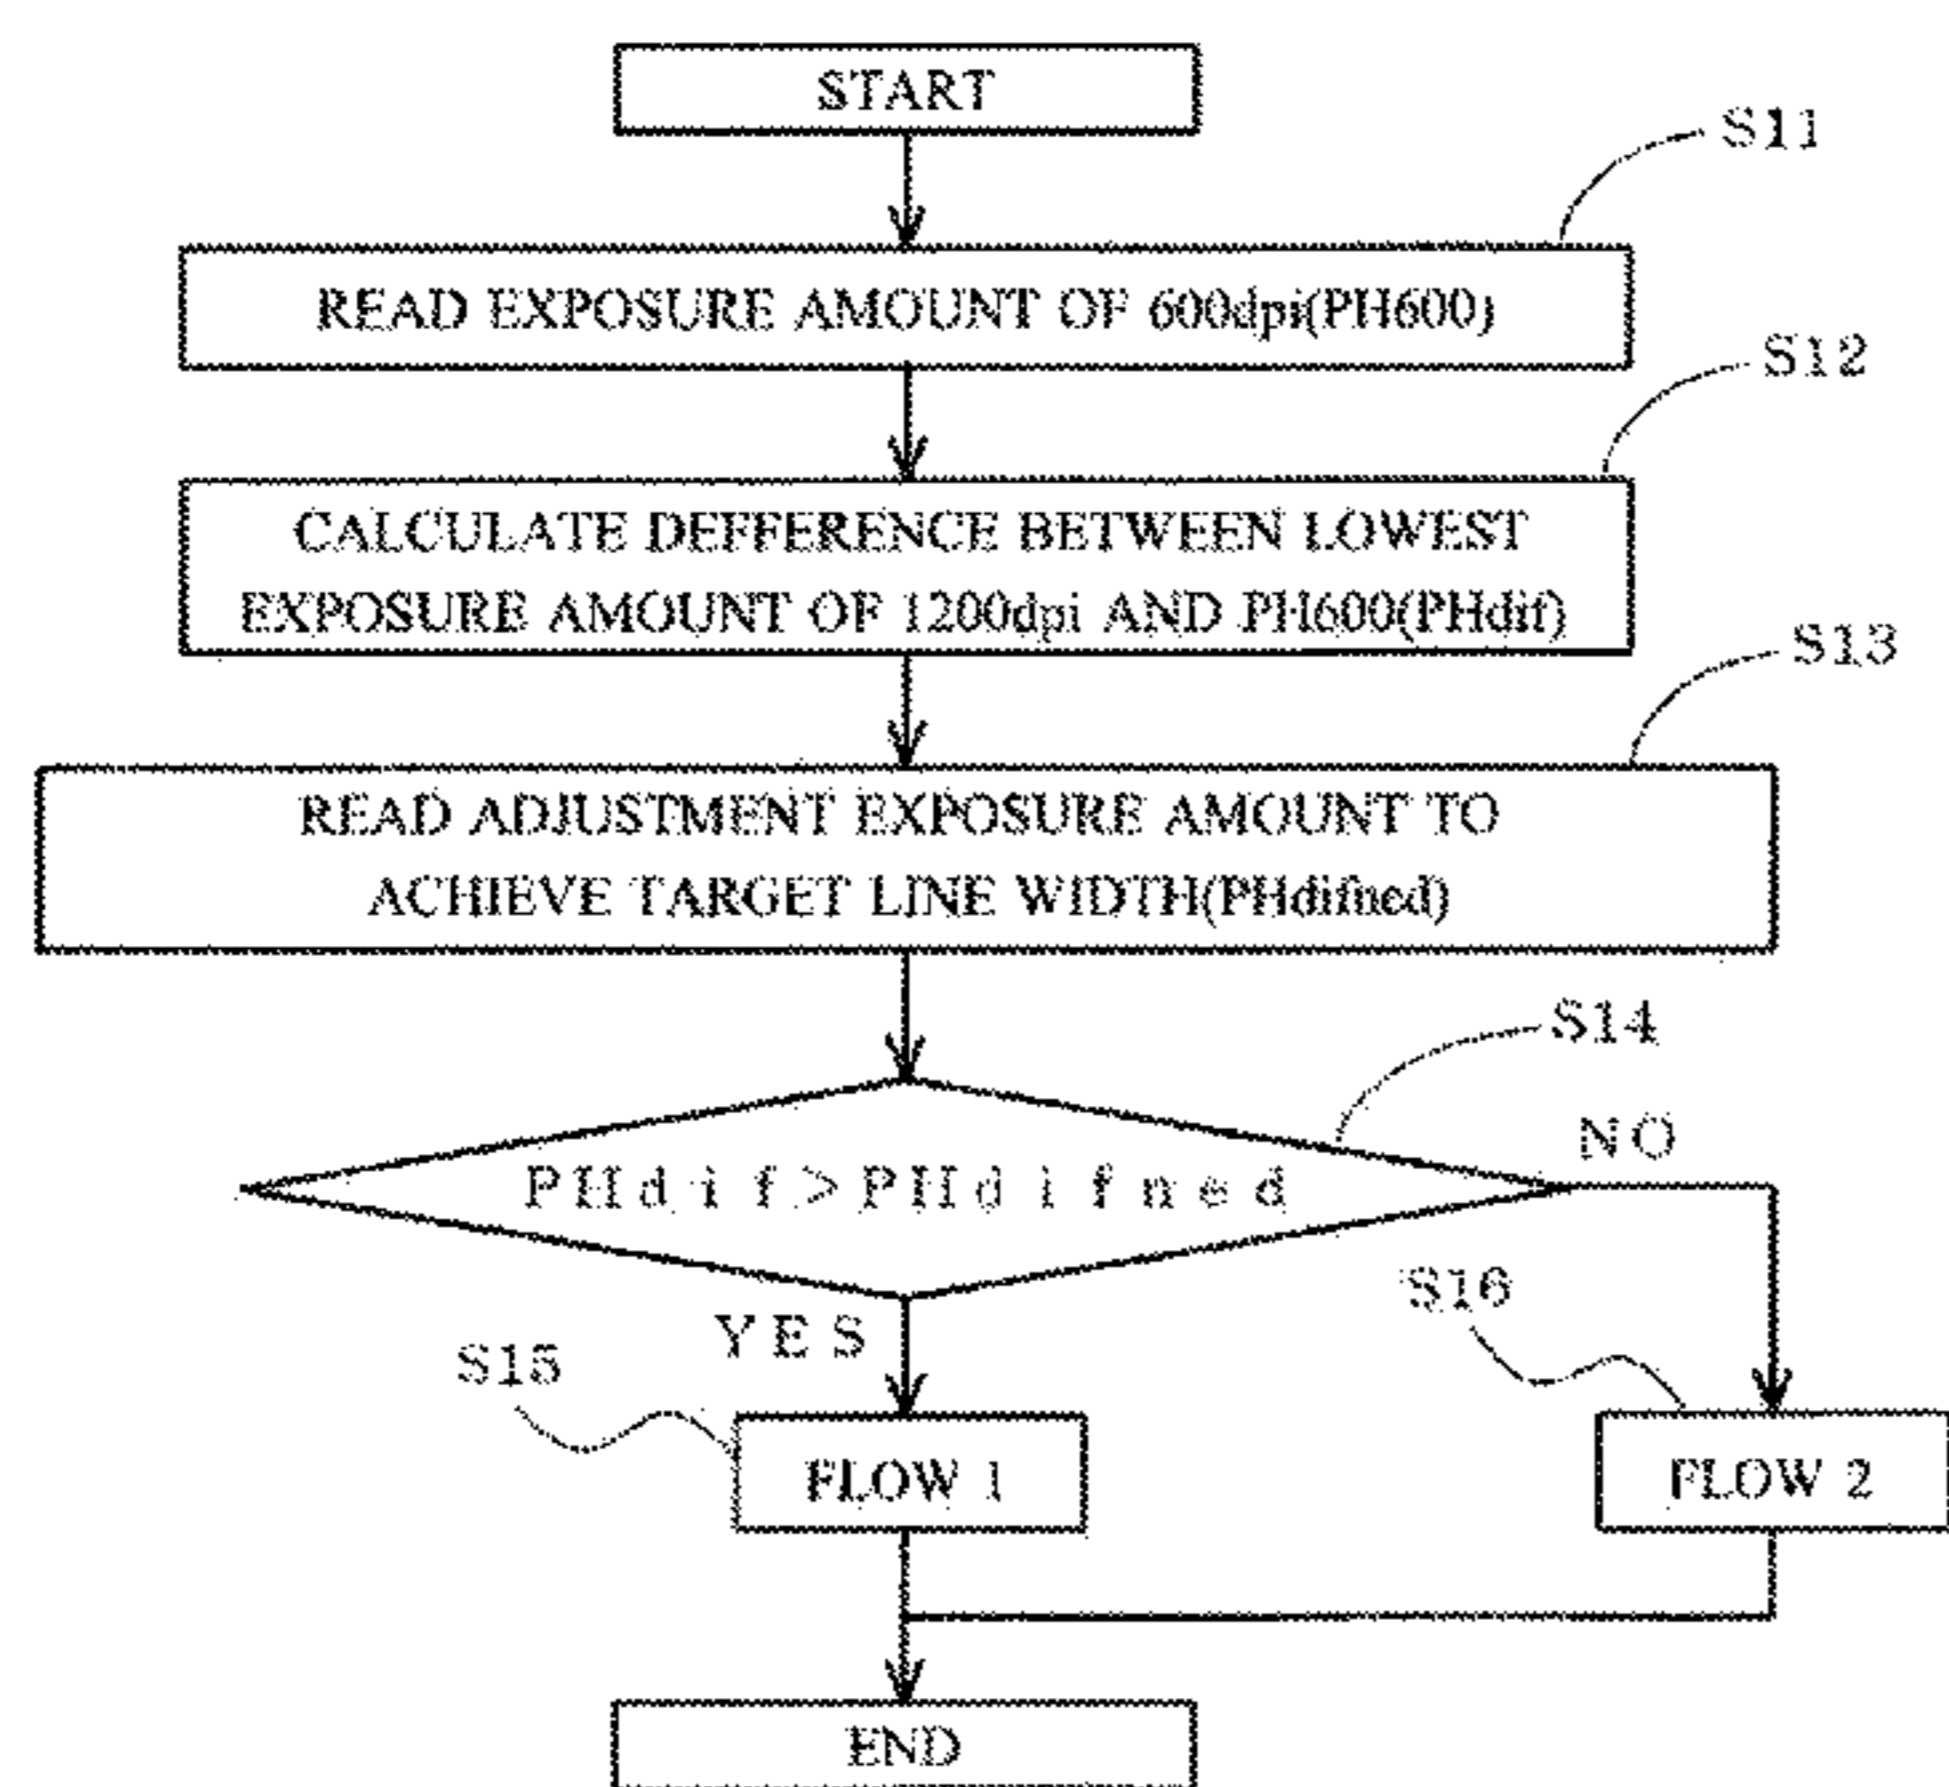 START
S11
READ EXPOSURE AMOUNT OF 600dpi(PH600)
S12
CALCULATE DEFFERENCE BETWEEN LOWEST
EXPOSURE AMOUNT OF 1200dpi AND PH600(PHdif)
S13
READ ADJUSTMENT EXPOSURE AMOUNT TO
ACHIEVE TARGET LINE WIDTH(PHdifned)
S14
PHdif>PHdifned
NO
YES
S15
S16
FLOW 1
FLOW 2
END